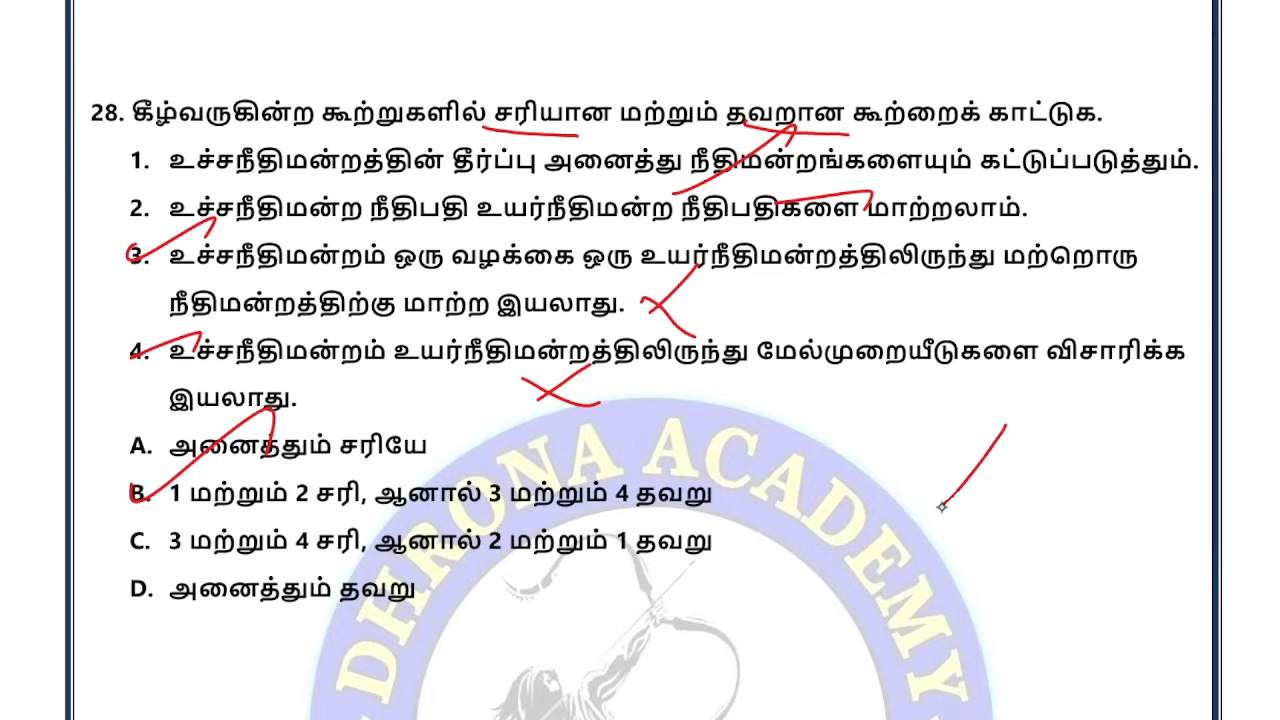 28. கீழ்வருகின்ற கூற்றுகளில் சரியான மற்றும் தவறான கூற்றைக் காட்டுக.
1. உச்சநீதிமன்றத்தின் தீர்ப்பு அனைத்து நீதிமன்றங்களையும் கட்டுப்படுத்தும்.
2. உச்சநீதிமன்ற நீதிபதி உயர்நீதிமன்ற நீதிபதிகளை மாற்றலாம்.
3. உச்சநீதிமன்றம் ஒரு வழக்கை ஒரு உயர்நீதிமன்றத்திலிருந்து மற்றொரு
நீதிமன்றத்திற்கு மாற்ற இயலாது.
4. உச்சநீதிமன்றம் உயர்நீதிமன்றத்திலிருந்து மேல்முறையீடுகளை விசாரிக்க
இயலாது.
A. அனைத்தும் சரியே
B. 1 மற்றும் 2 சரி, ஆனால் 3 மற்றும் 4 தவறு
C. 3 மற்றும் 4 சரி, ஆனால் 2 மற்றும் 1 தவறு
D. அனைத்தும் தவறு
DHRONA ACADEMY